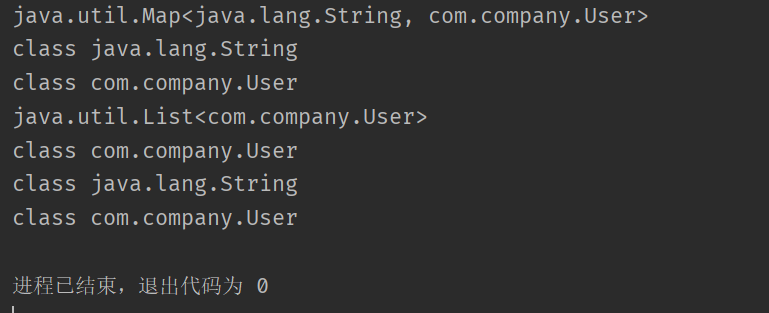 java.util.Map<java.lang.String, com.company.User>
class java.lang.String
class com.company.User
java.util.List<com.company.User>
class com.company.User
class java.lang.String
class com.company.User
进程已结束，退出代码为 0